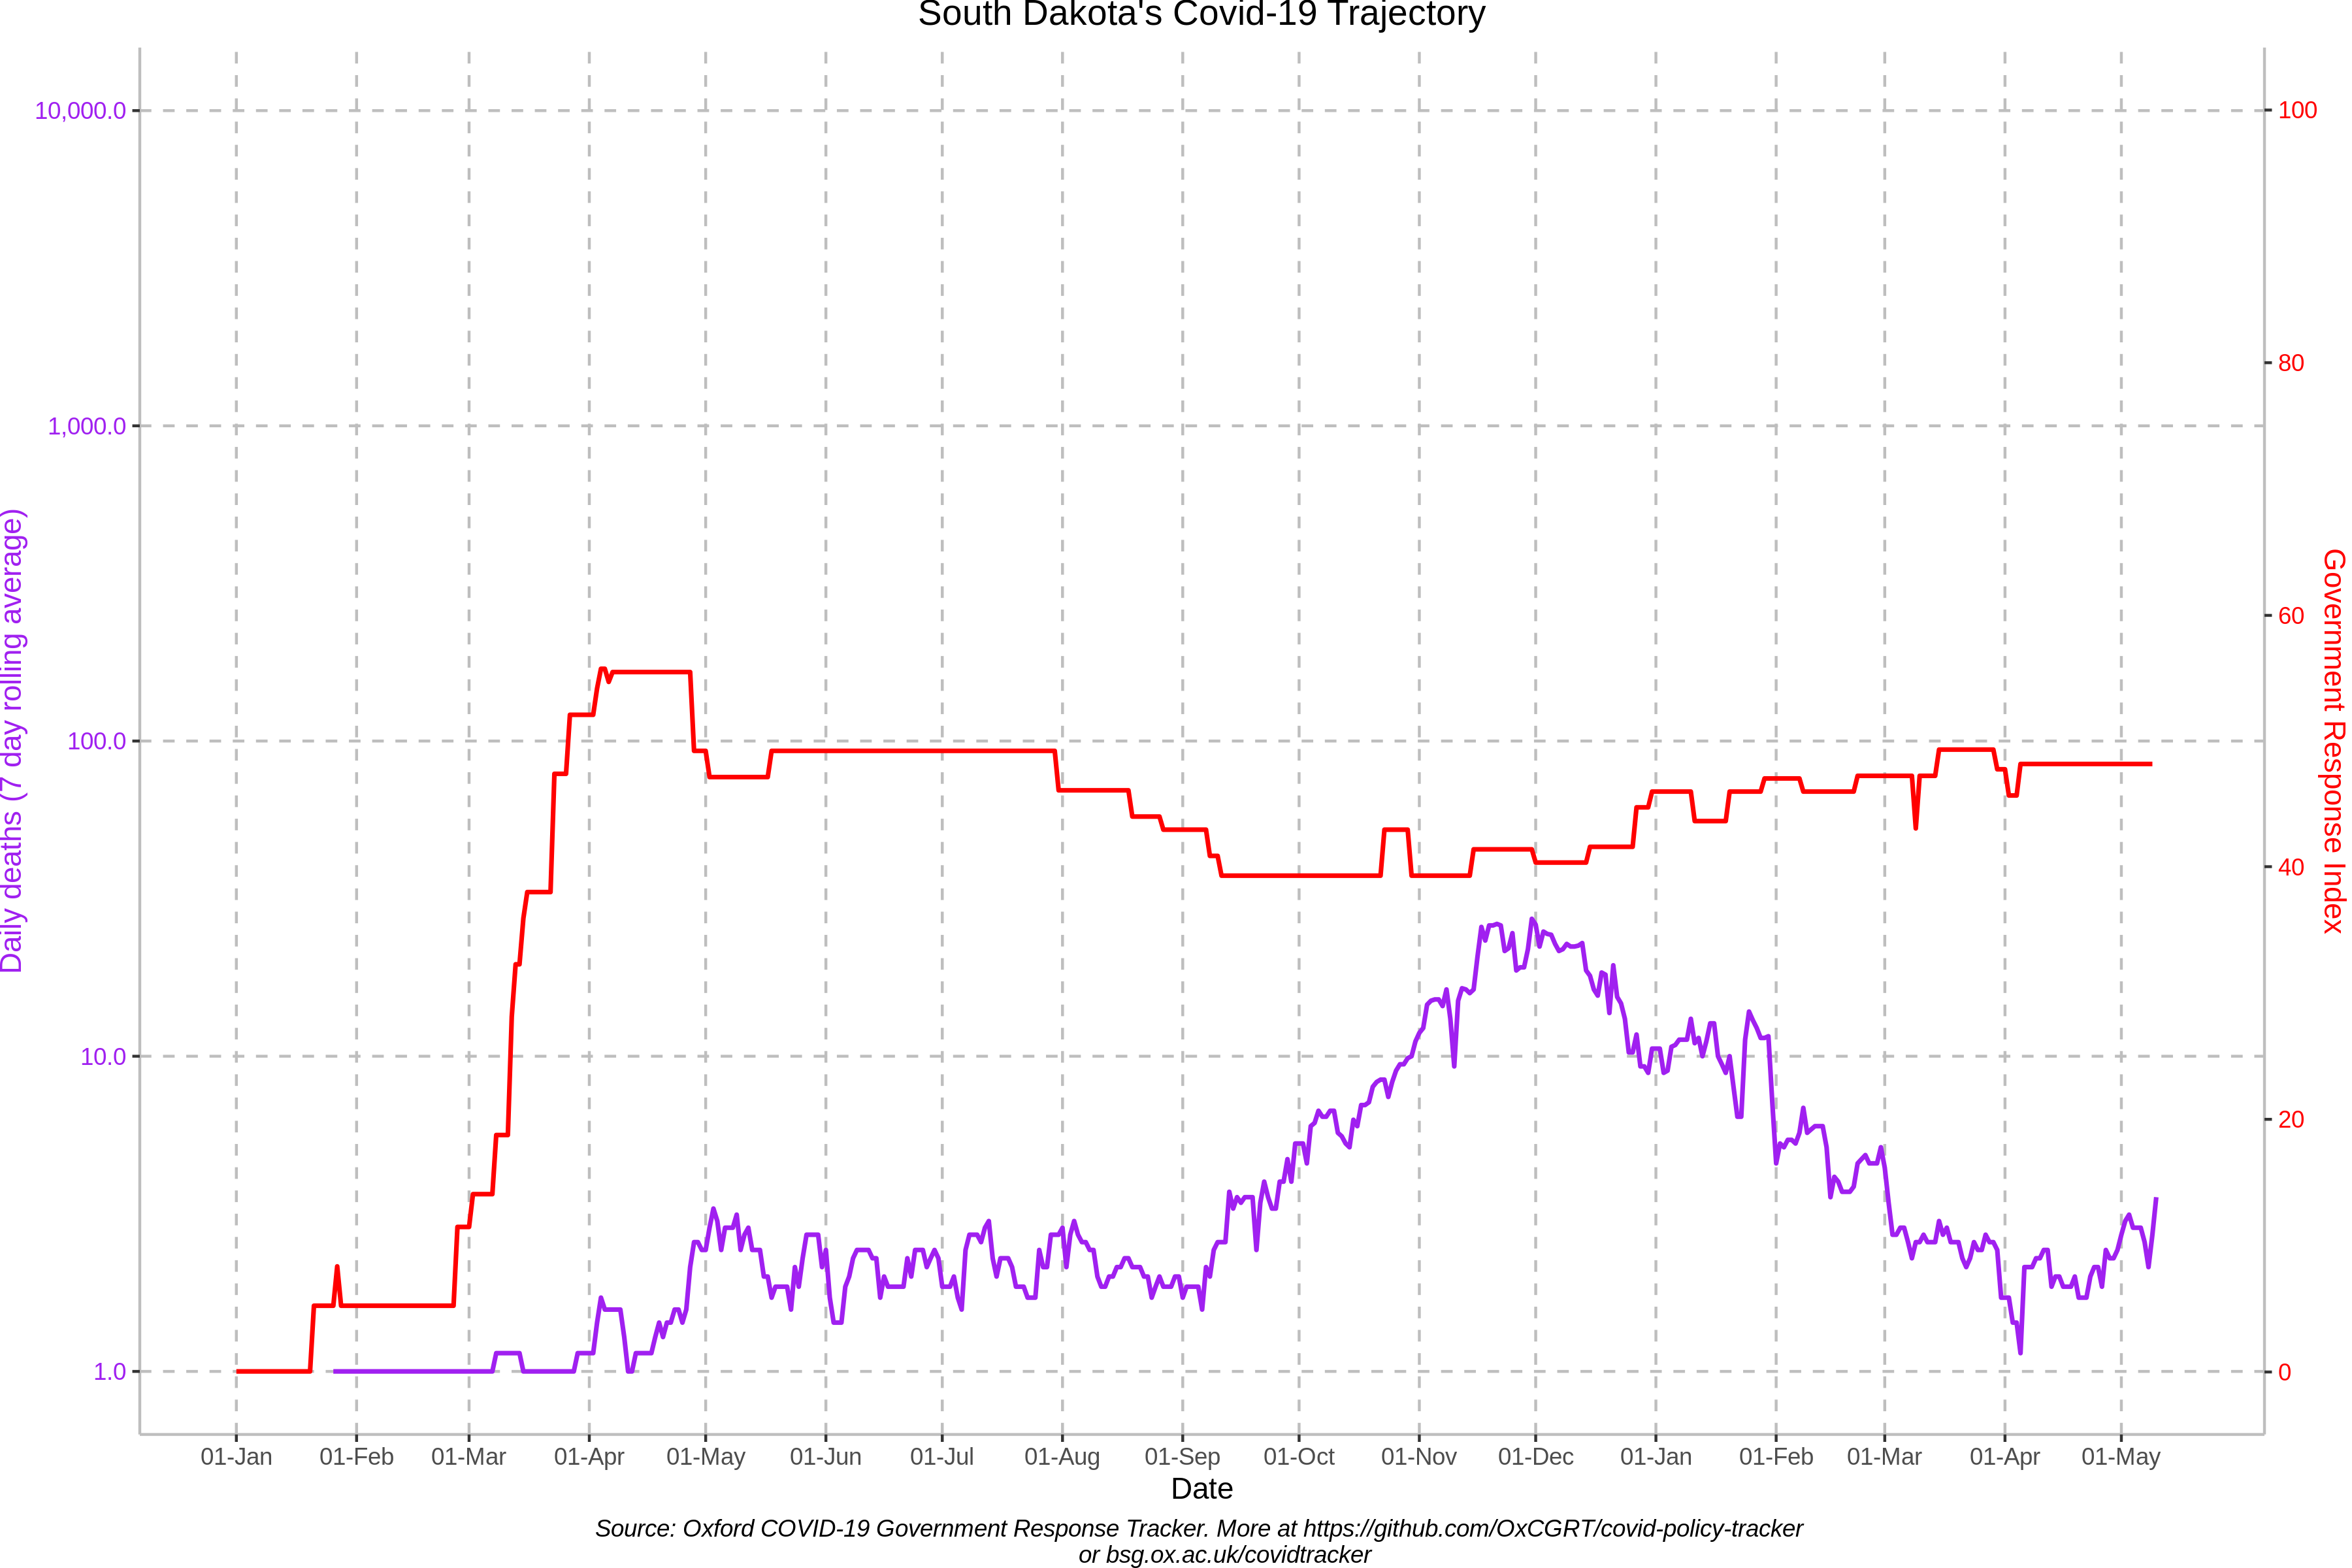 South Dakota's Covid-19 Trajectory
Daily deaths (7 day rolling average)
10,000.0
1,000.0
100.0
10.0
1.0
100
80
60
40
20
0
Government Response Index
01-Jan 01-Feb 01-Mar 01-Apr 01-May 01-Jun 01-Jul 01-Aug 01-Sep 01-Oct 01-Nov 01-Dec 01-Jan 01-Feb 01-Mar 01-Apr 01-May
Date
Source: Oxford COVID-19 Government Response Tracker. More at https://github.com/OxCGRT/covid-policy-tracker
or bsg.ox.ac.uk/covidtracker